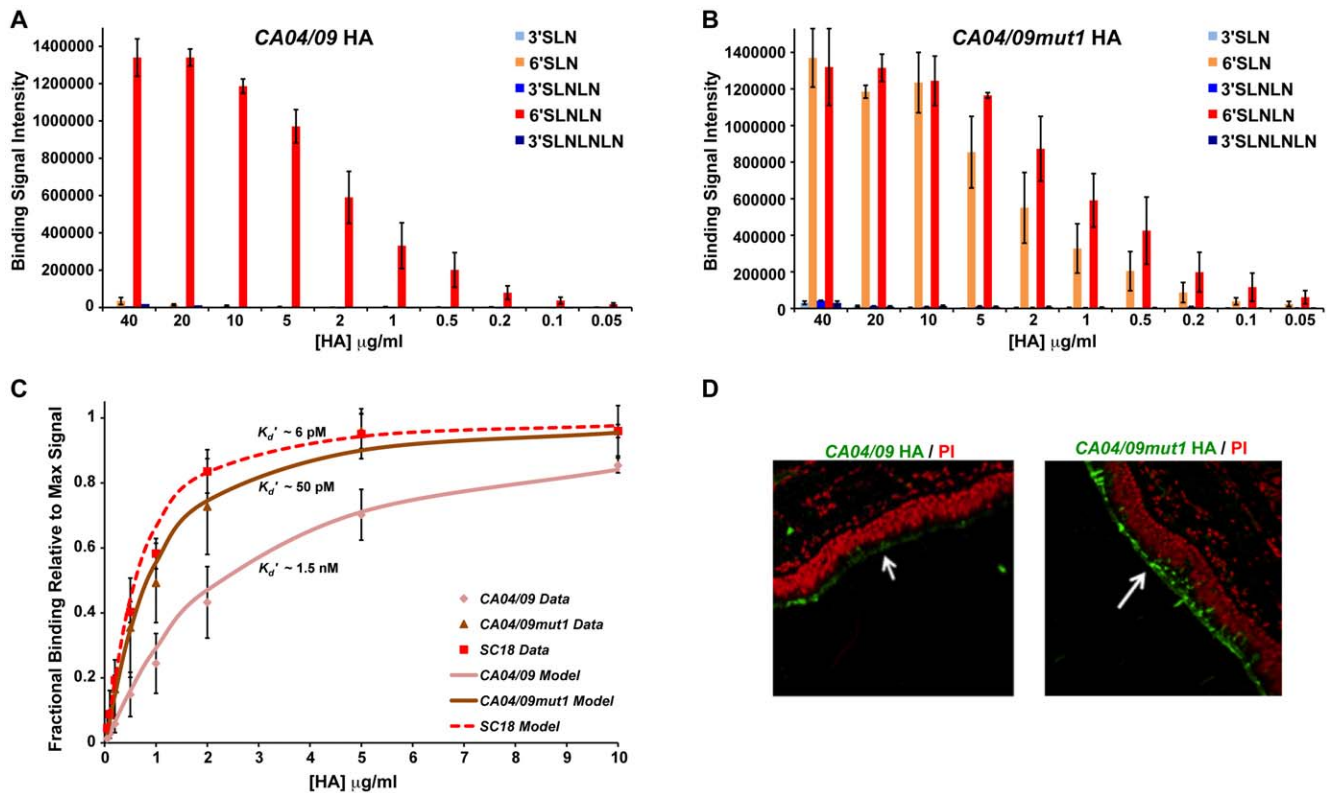 A
CA04/09 HA
3'SLN
6'SLN
3'SLNLN
6'SLNLN
3'SLNLNLN
Binding Signal Intensity
1400000
1200000
1000000
800000
600000
400000
200000
0
40 20 10 5 2 1 0.5 0.2 0.1 0.05
[HA] μg/ml
B
CA04/09mut1 HA
3'SLN
6'SLN
3'SLNLN
6'SLNLN
3'SLNLNLN
Binding Signal Intensity
1400000
1200000
1000000
800000
600000
400000
200000
0
40 20 10 5 2 1 0.5 0.2 0.1 0.05
[HA] μg/ml
C
Fractional Binding Relative to Max Signal
1
0.8
0.6
0.4
0.2
0
Kd' ~ 6 pM
Kd' ~ 50 pM
Kd' ~ 1.5 nM
CA04/09 Data
CA04/09mut1 Data
SC18 Data
CA04/09 Model
CA04/09mut1 Model
SC18 Model
0 1 2 3 4 5 6 7 8 9 10
[HA] μg/ml
D
CA04/09 HA / PI
CA04/09mut1 HA / PI